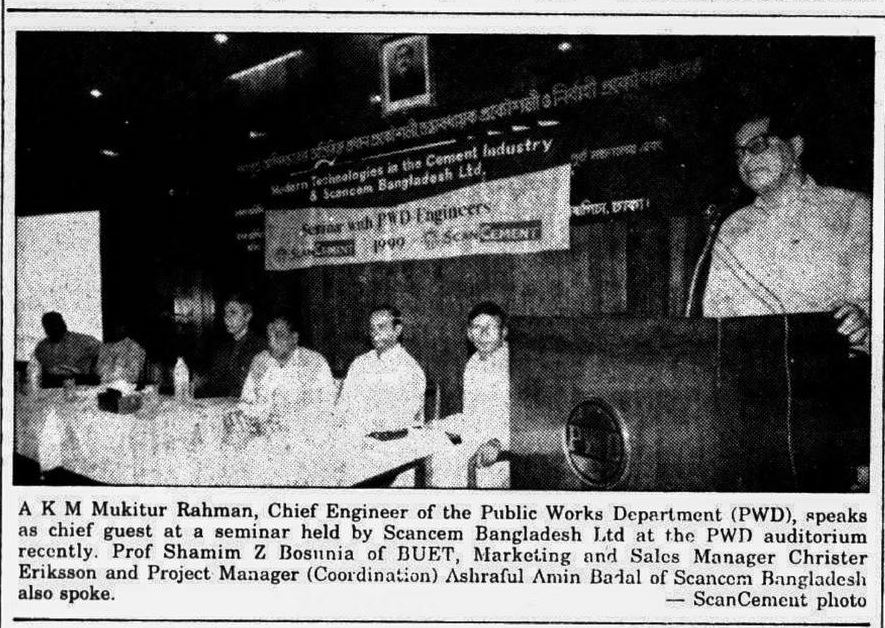 Modern Technologies in the Cement Industry
& Scancem Bangladesh Ltd.
Seminar with PWD Engineers
SCANCEMENT 1999 SCANCEMENT
ঢাকা।
PWD
A K M Mukitur Rahman, Chief Engineer of the Public Works Department (PWD), speaks
as chief guest at a seminar held by Scancem Bangladesh Ltd at the PWD auditorium
recently. Prof Shamim Z Bosunia of BUET, Marketing and Sales Manager Christer
Eriksson and Project Manager (Coordination) Ashraful Amin Badal of Scancem Bangladesh
also spoke. — ScanCement photo